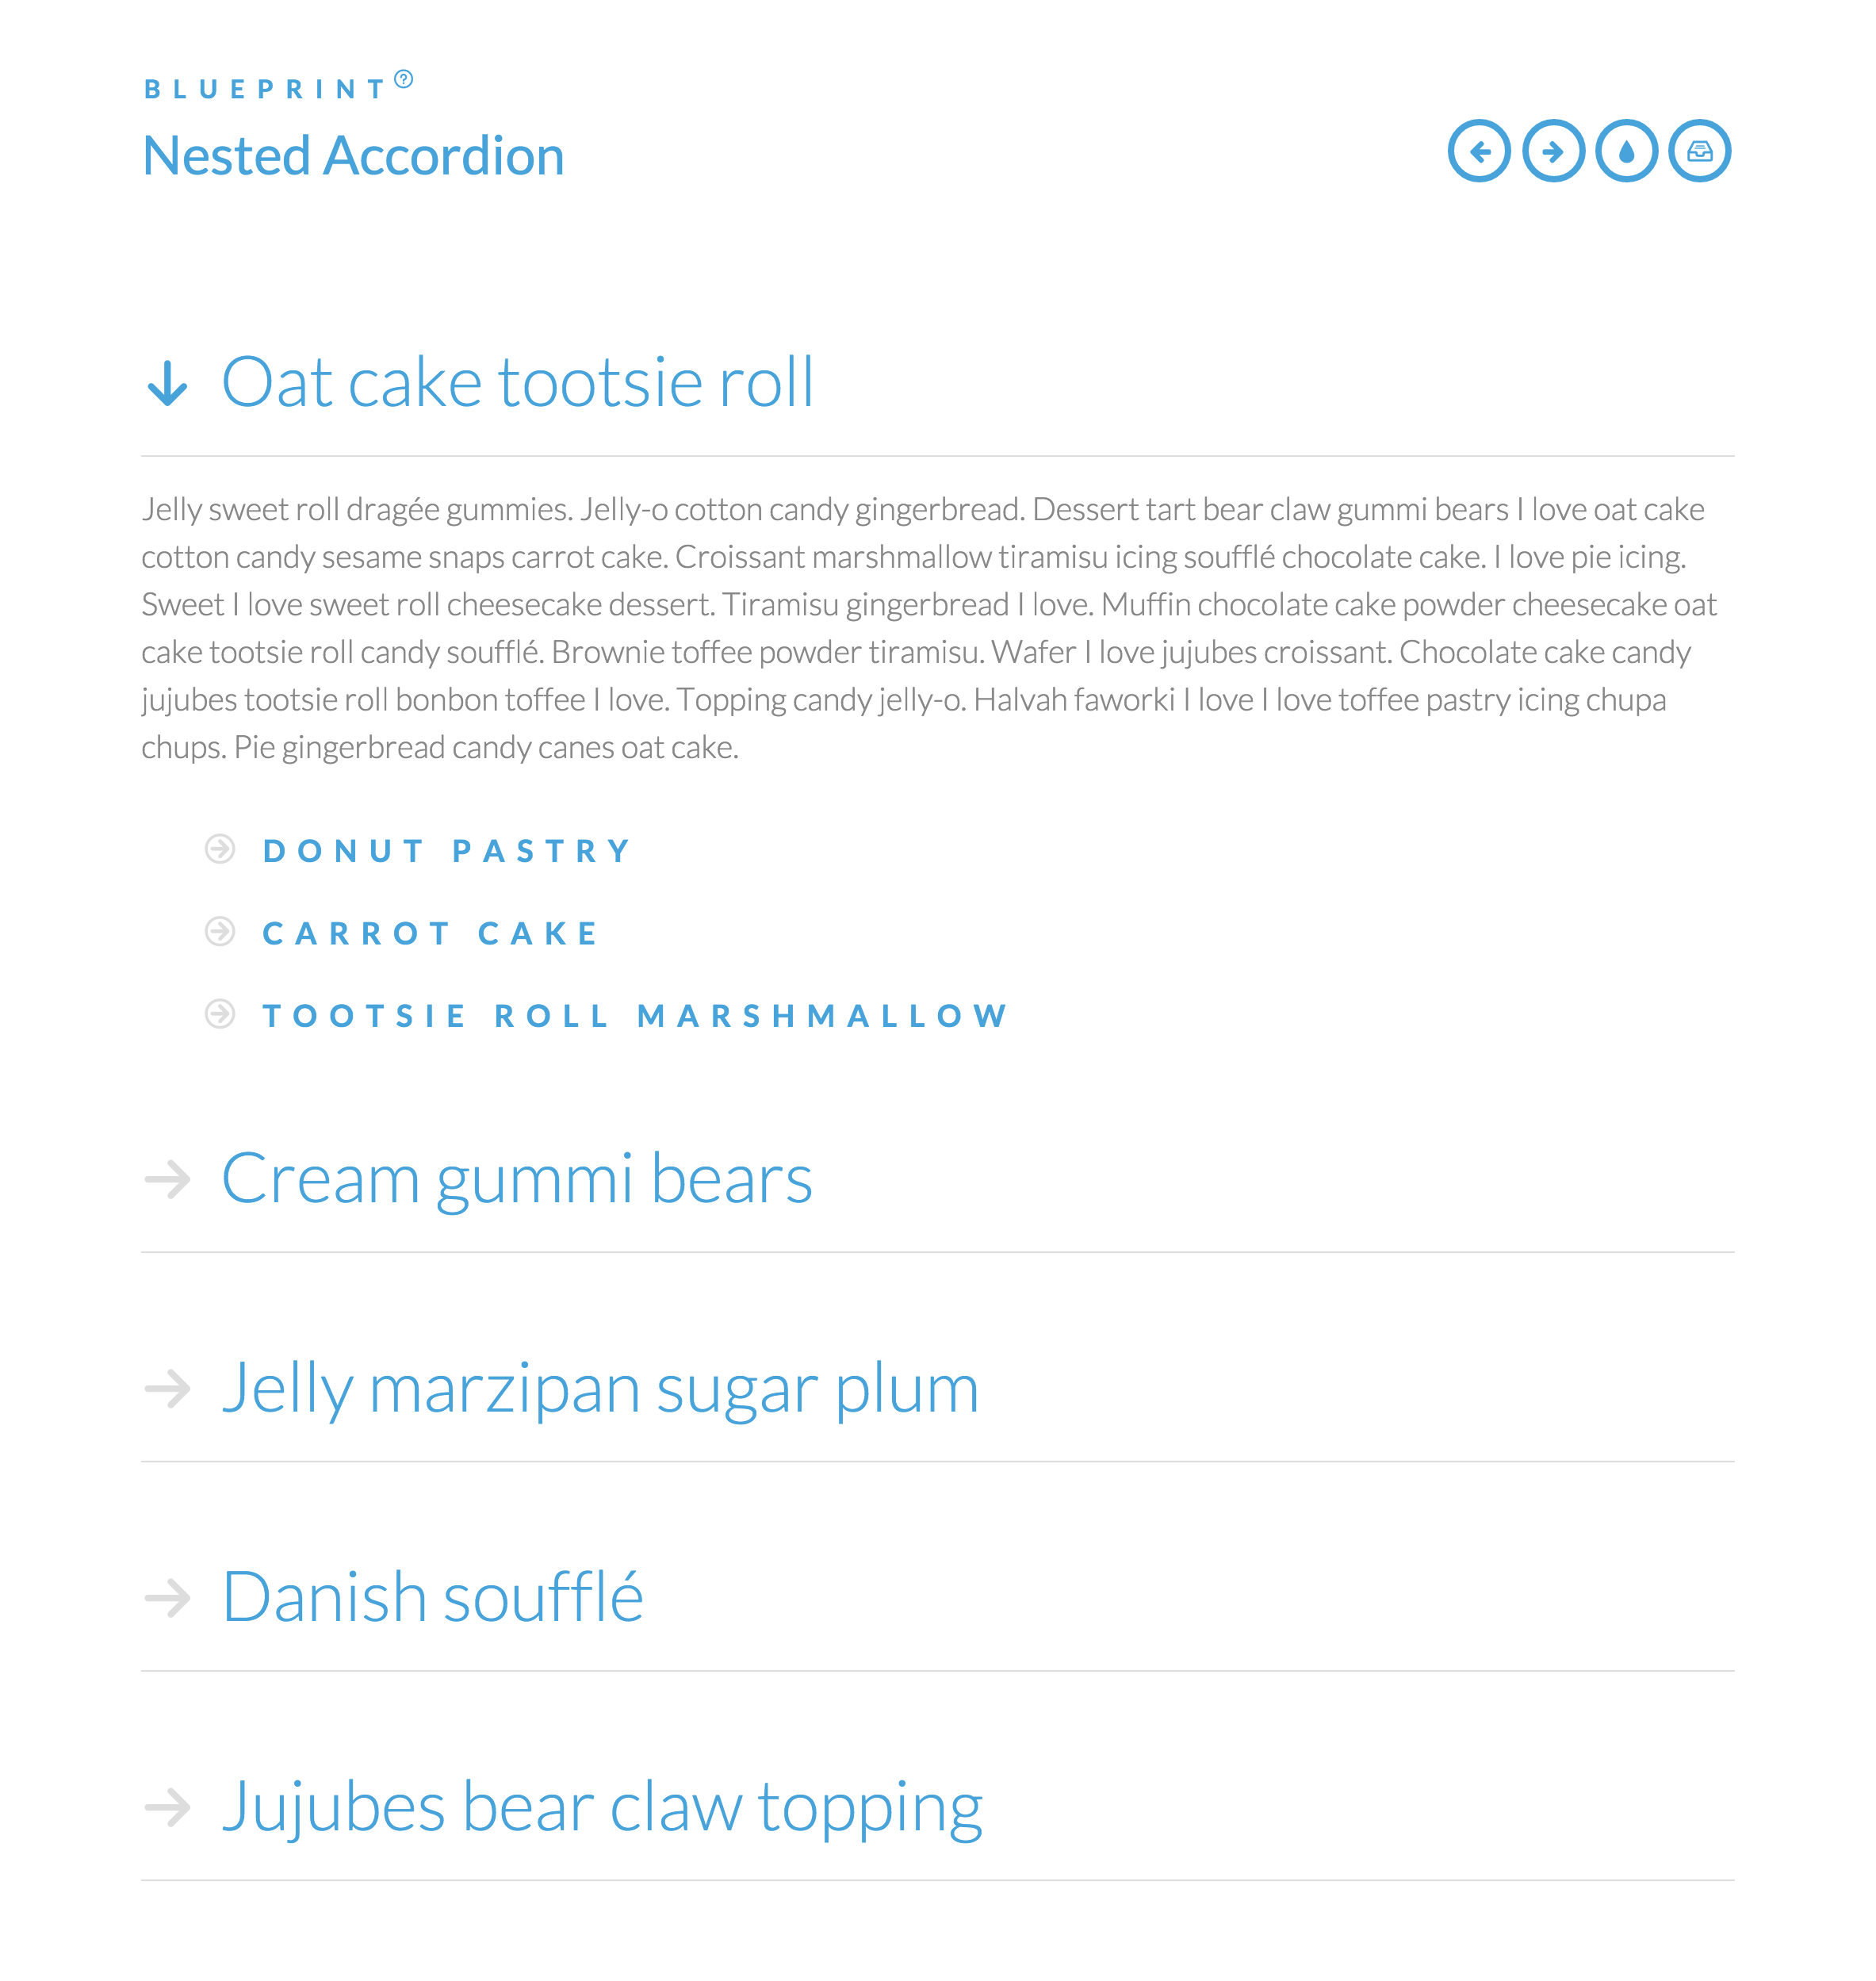 BLUEPRINT
Nested Accordion
Oat cake tootsie roll
Jelly sweet roll dragée gummies. Jelly-o cotton candy gingerbread. Dessert tart bear claw gummi bears I love oat cake
cotton candy sesame snaps carrot cake. Croissant marshmallow tiramisu icing soufflé chocolate cake. I love pie icing.
Sweet I love sweet roll cheesecake dessert. Tiramisu gingerbread I love. Muffin chocolate cake powder cheesecake oat
cake tootsie roll candy soufflé. Brownie toffee powder tiramisu. Wafer I love jujubes croissant. Chocolate cake candy
jujubes tootsie roll bonbon toffee I love. Topping candy jelly-o. Halvah faworki I love I love toffee pastry icing chupa
chups. Pie gingerbread candy canes oat cake.
DONUT PASTRY
CARROT CAKE
TOOTSIE ROLL MARSHMALLOW
Cream gummi bears
Jelly marzipan sugar plum
Danish soufflé
Jujubes bear claw topping